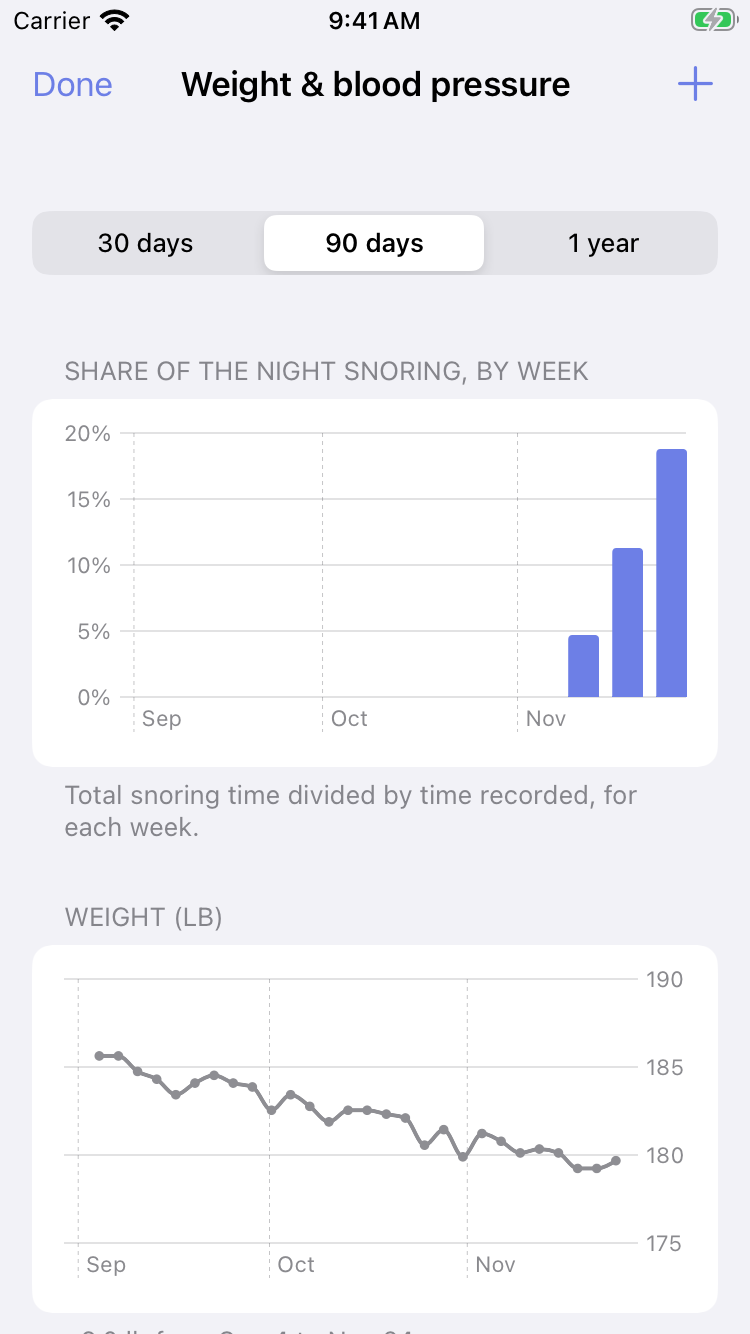 Carrier 9:41 AM
Done Weight & blood pressure
30 days 90 days 1 year
SHARE OF THE NIGHT SNORING, BY WEEK
20%
15%
10%
5%
0%
Sep Oct Nov
Total snoring time divided by time recorded, for
each week.
WEIGHT (LB)
190
185
180
175
Sep Oct Nov